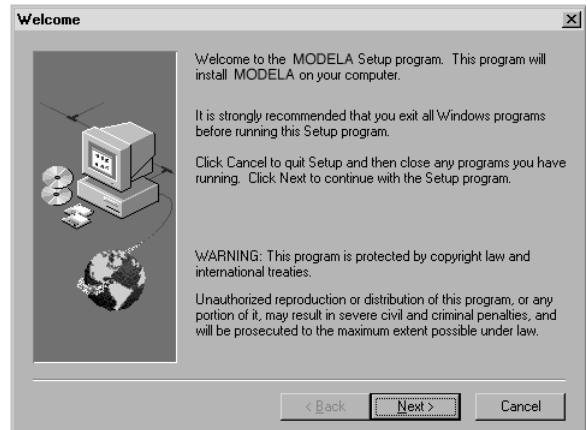 Welcome
Welcome to the MODELA Setup program. This program will
install MODELA on your computer.
It is strongly recommended that you exit all Windows programs
before running this Setup program.
Click Cancel to quit Setup and then close any programs you have
running. Click Next to continue with the Setup program.
WARNING: This program is protected by copyright law and
international treaties.
Unauthorized reproduction or distribution of this program, or any
portion of it, may result in severe civil and criminal penalties, and
will be prosecuted to the maximum extent possible under law.
< Back Next > Cancel